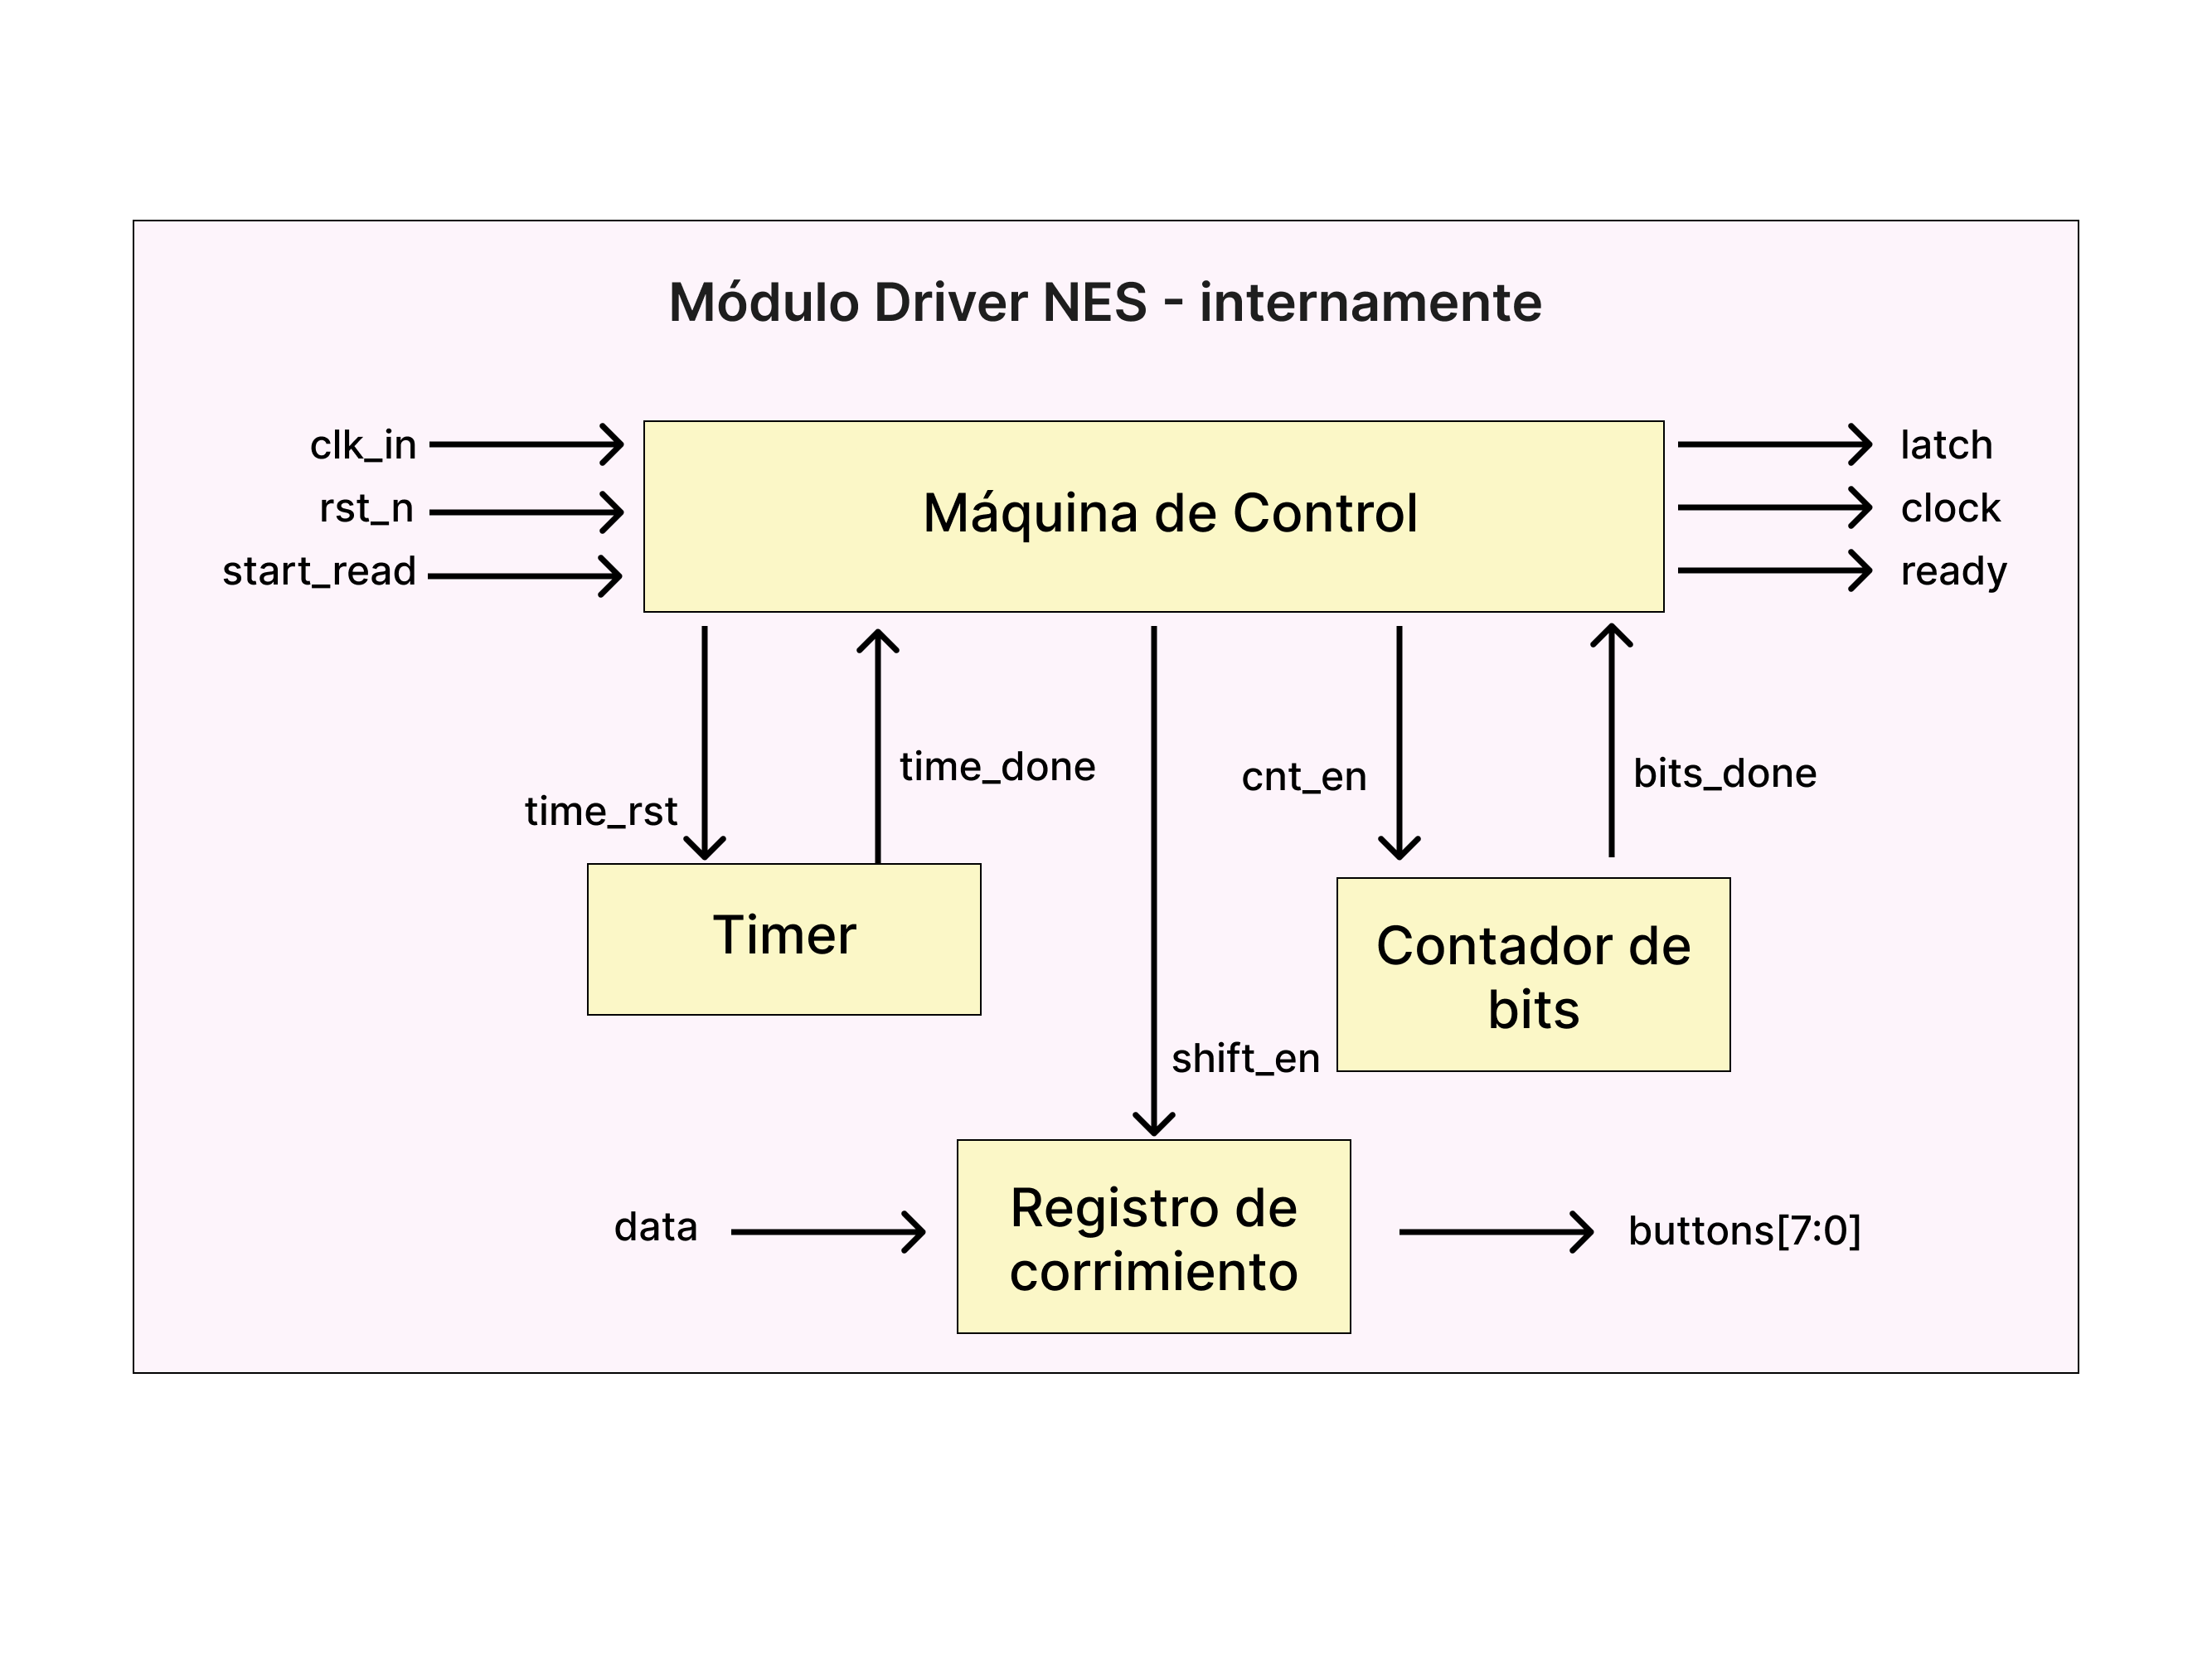 Módulo Driver NES - internamente
clk_in
rst_n
start_read
Máquina de Control
latch
clock
ready
time_rst
time_done
cnt_en
bits_done
Timer
Contador de
bits
shift_en
data
Registro de
corrimiento
buttons[7:0]